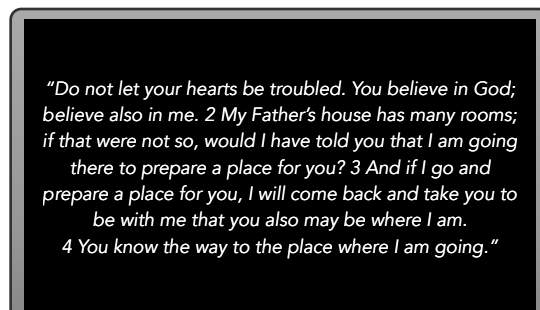 “Do not let your hearts be troubled. You believe in God;
believe also in me. 2 My Father’s house has many rooms;
if that were not so, would I have told you that I am going
there to prepare a place for you? 3 And if I go and
prepare a place for you, I will come back and take you to
be with me that you also may be where I am.
4 You know the way to the place where I am going.”